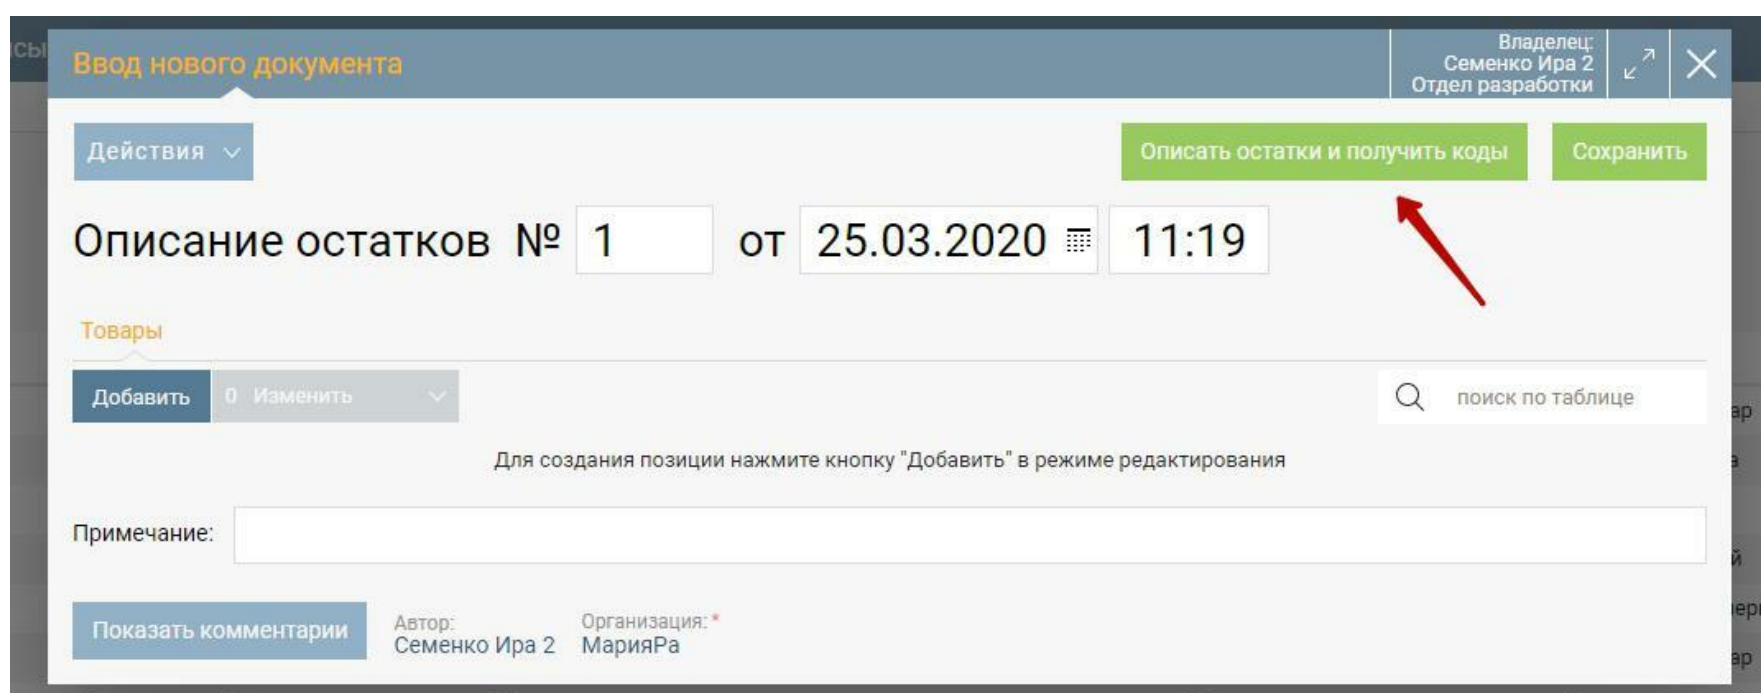 Ввод нового документа
Владелец:
Семенко Ира 2
Отдел разработки
Действия
Описать остатки и получить коды
Сохранить
Описание остатков № 1 от 25.03.2020 11:19
Товары
Добавить
0 Изменить
поиск по таблице
Для создания позиции нажмите кнопку "Добавить" в режиме редактирования
Примечание:
Показать комментарии
Автор:
Семенко Ира 2
Организация: *
МарияРа